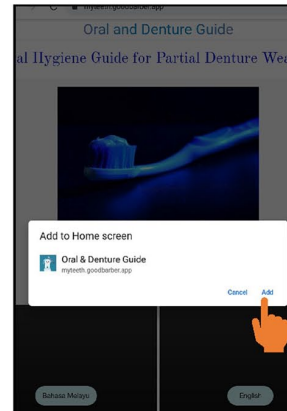 myteeth.goodbarber.app
Oral and Denture Guide
al Hygiene Guide for Partial Denture Wea
Add to Home screen
Oral & Denture Guide
myteeth.goodbarber.app
Cancel Add
Bahasa Melayu English